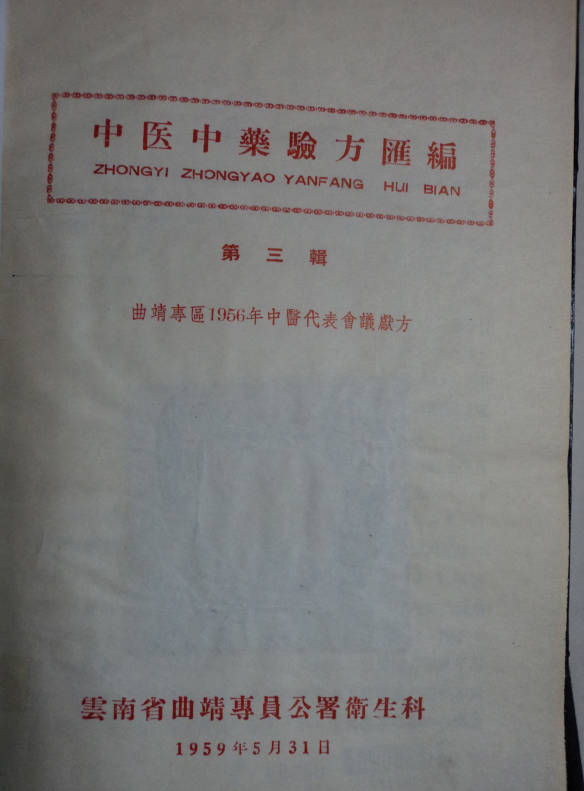 中医中藥驗方匯編
ZHONGYI ZHONGYAO YANFANG HUI BIAN
第三輯
曲靖專區1956年中醫代表會議獻方
雲南省曲靖專員公署衛生科
1959年5月31日